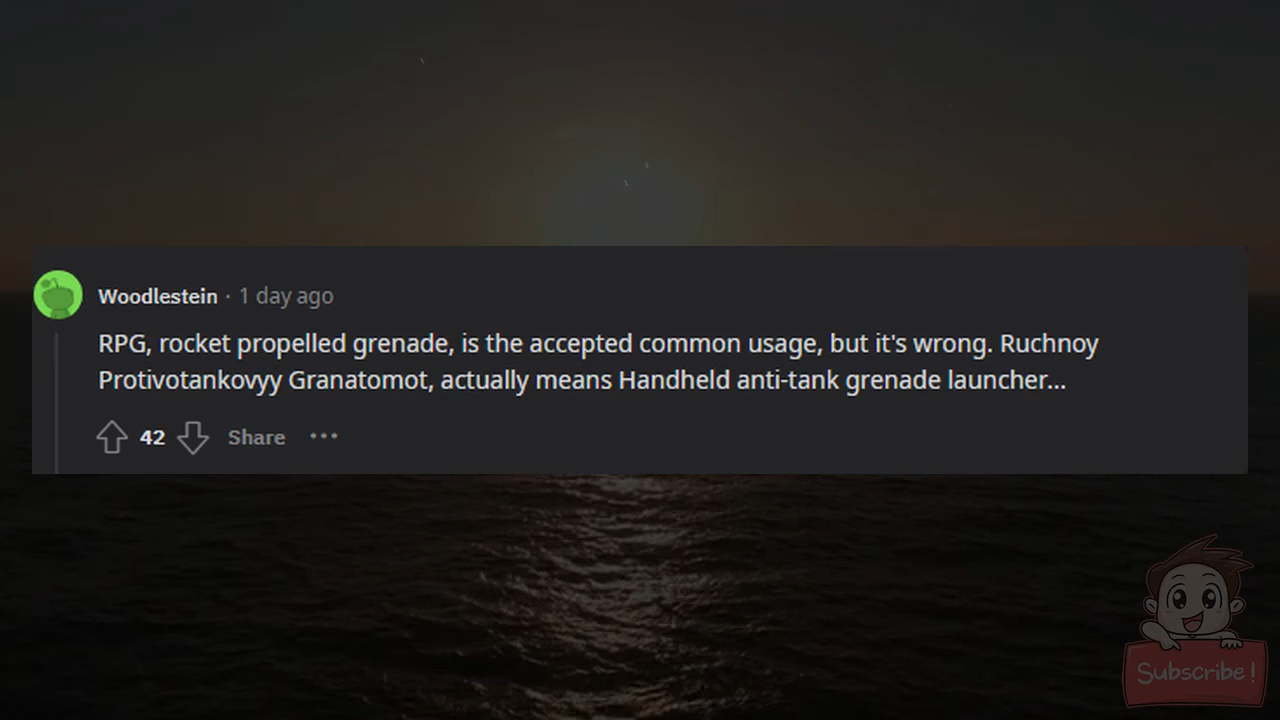 Woodlestein · 1 day ago
RPG, rocket propelled grenade, is the accepted common usage, but it's wrong. Ruchnoy
Protivotankovyy Granatomot, actually means Handheld anti-tank grenade launcher...
42 Share ...
Subscribe!